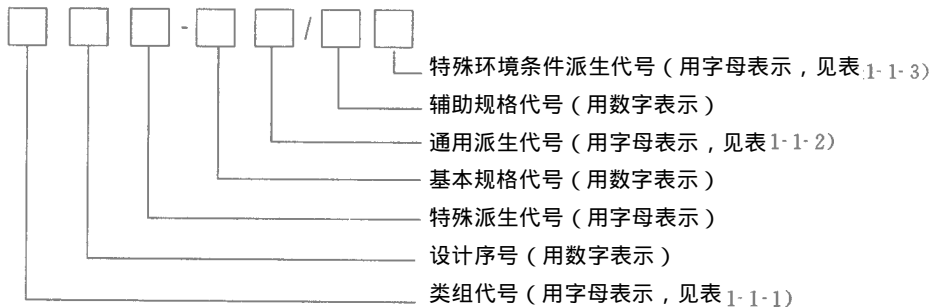 - /
特殊环境条件派生代号(用字母表示,见表1-1-3)
辅助规格代号(用数字表示)
通用派生代号(用字母表示,见表1-1-2)
基本规格代号(用数字表示)
特殊派生代号(用字母表示)
设计序号(用数字表示)
类组代号(用字母表示,见表1-1-1)